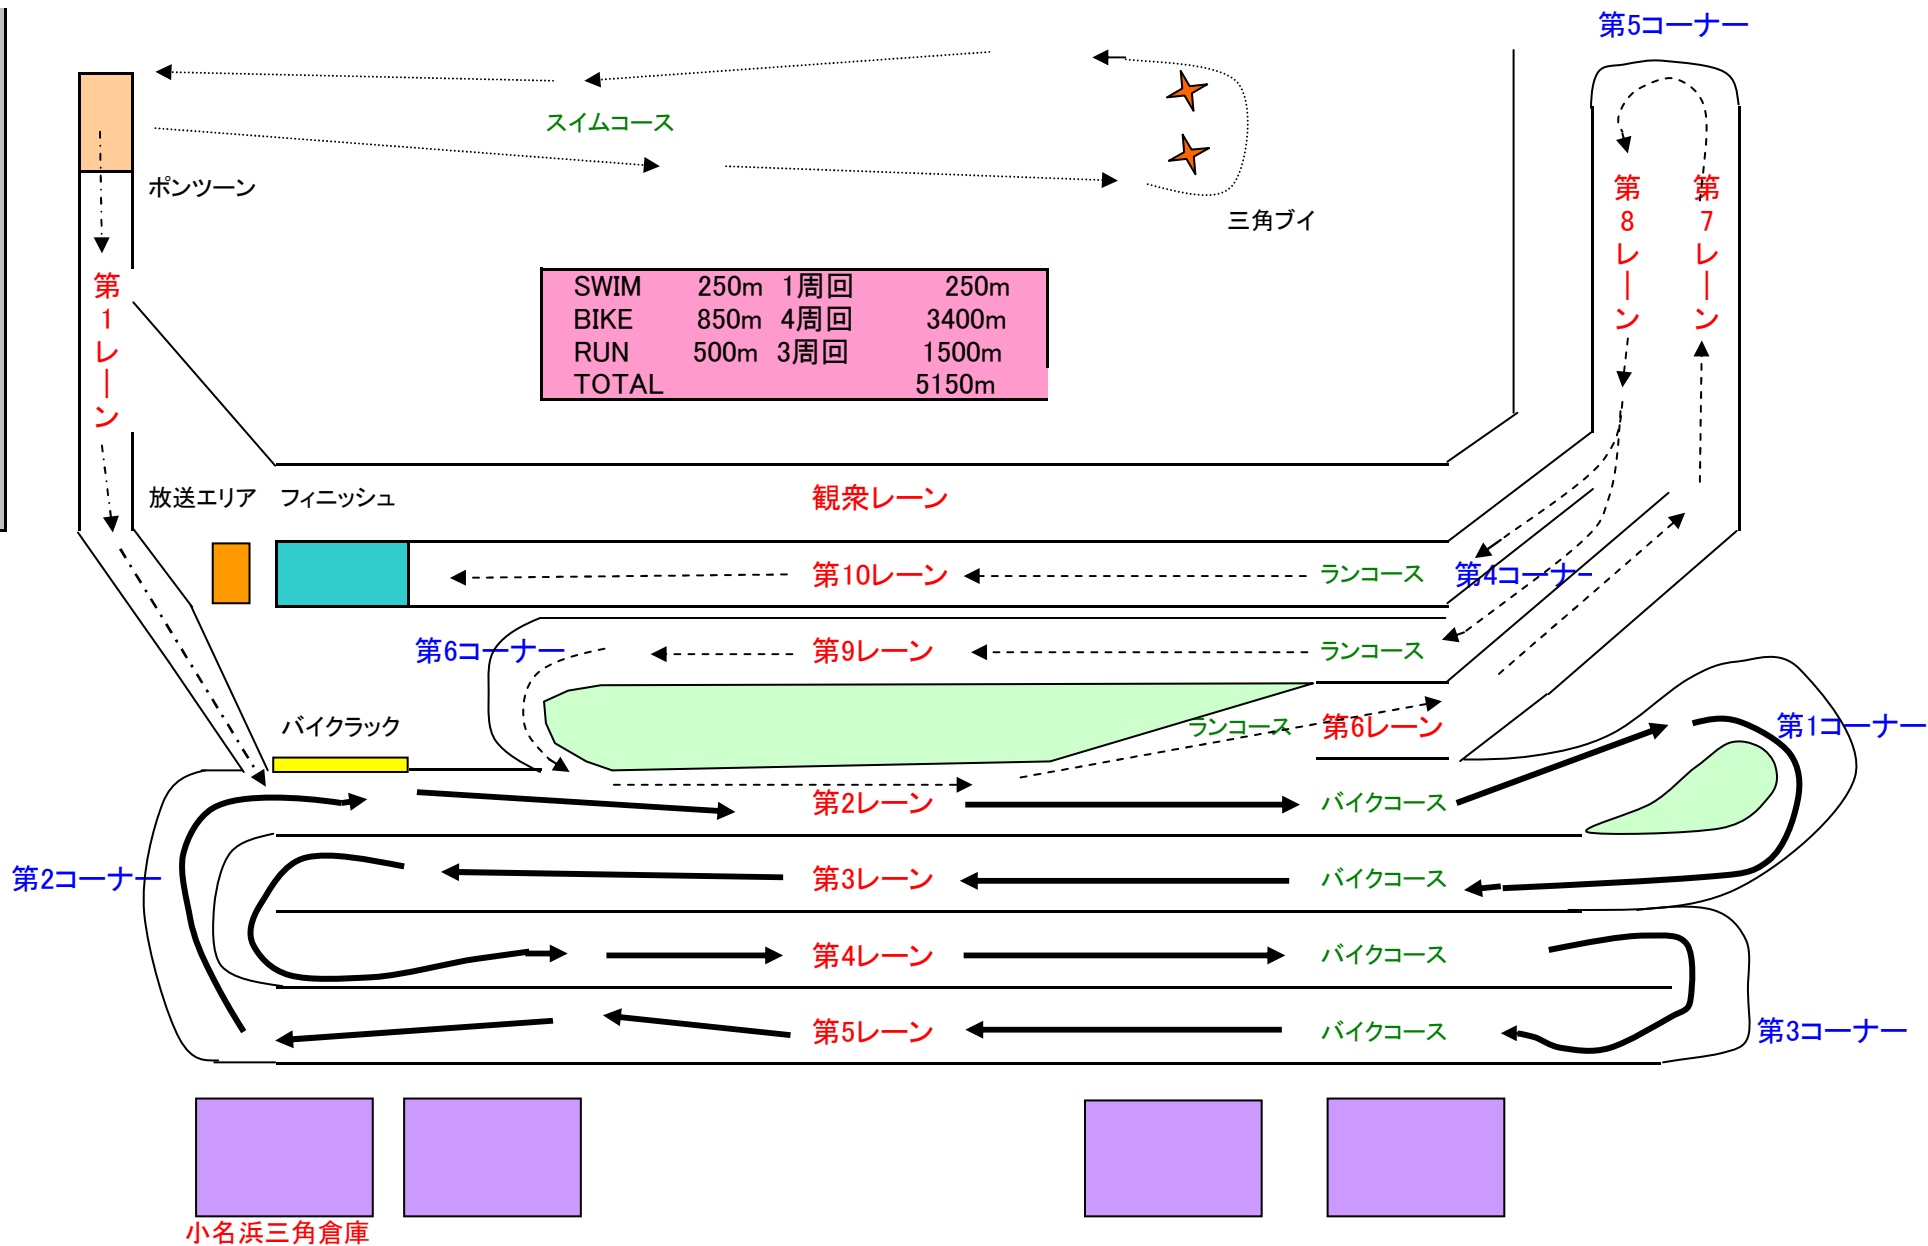 第5コーナー
スイムコース
ポンツーン
三角ブイ
第8レーン
第7レーン
第1レーン
SWIM 250m 1周回 250m
BIKE 850m 4周回 3400m
RUN 500m 3周回 1500m
TOTAL 5150m
放送エリア フィニッシュ 観衆レーン
第10レーン ランコース 第4コーナー
第6コーナー 第9レーン ランコース
バイクラック ランコース 第6レーン 第1コーナー
第2レーン バイクコース
第2コーナー 第3レーン バイクコース
第4レーン バイクコース
第5レーン バイクコース 第3コーナー
小名浜三角倉庫